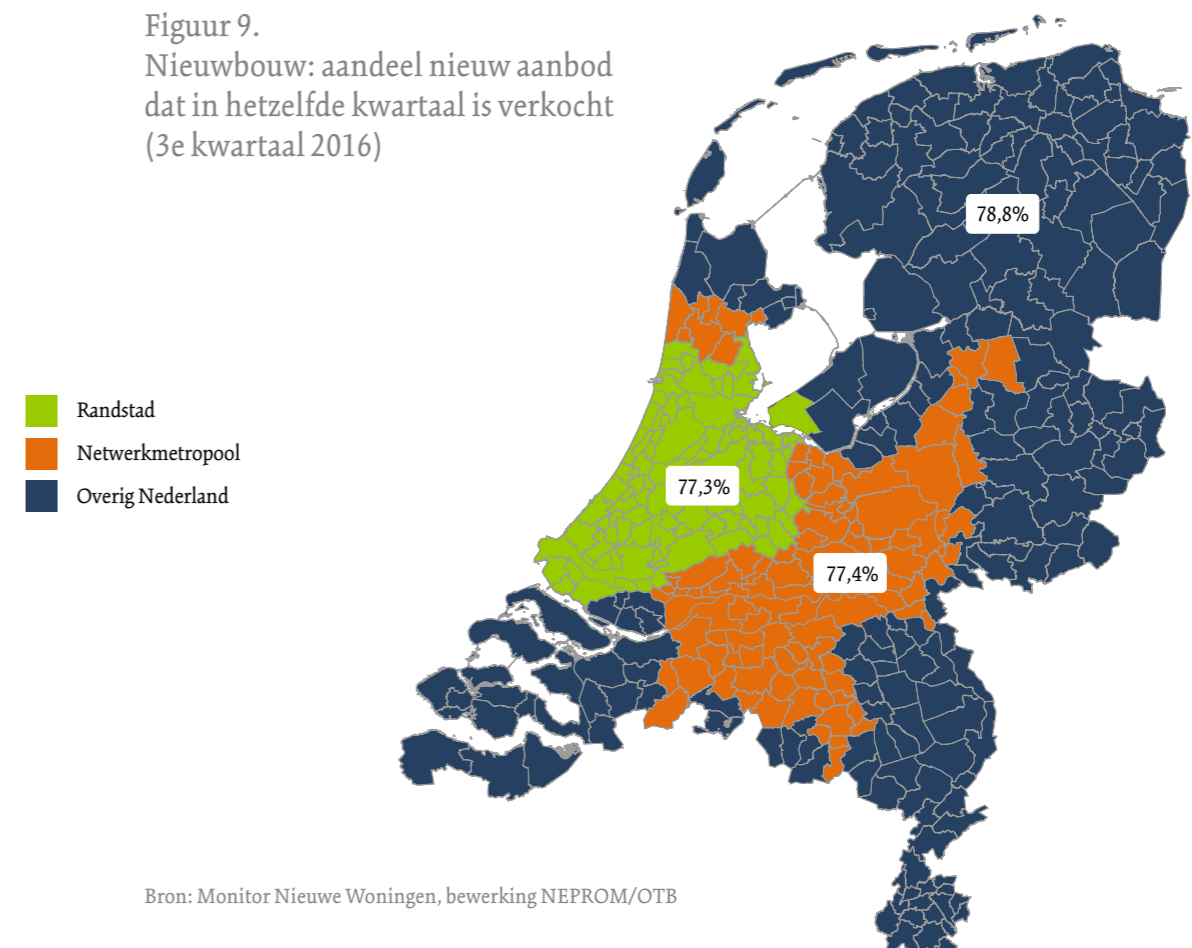 Figuur 9.
Nieuwbouw: aandeel nieuw aanbod
dat in hetzelfde kwartaal is verkocht
(3e kwartaal 2016)
78,8%
Randstad
Netwerkmetropool
Overig Nederland
77,3%
77,4%
Bron: Monitor Nieuwe Woningen, bewerking NEPROM/OTB